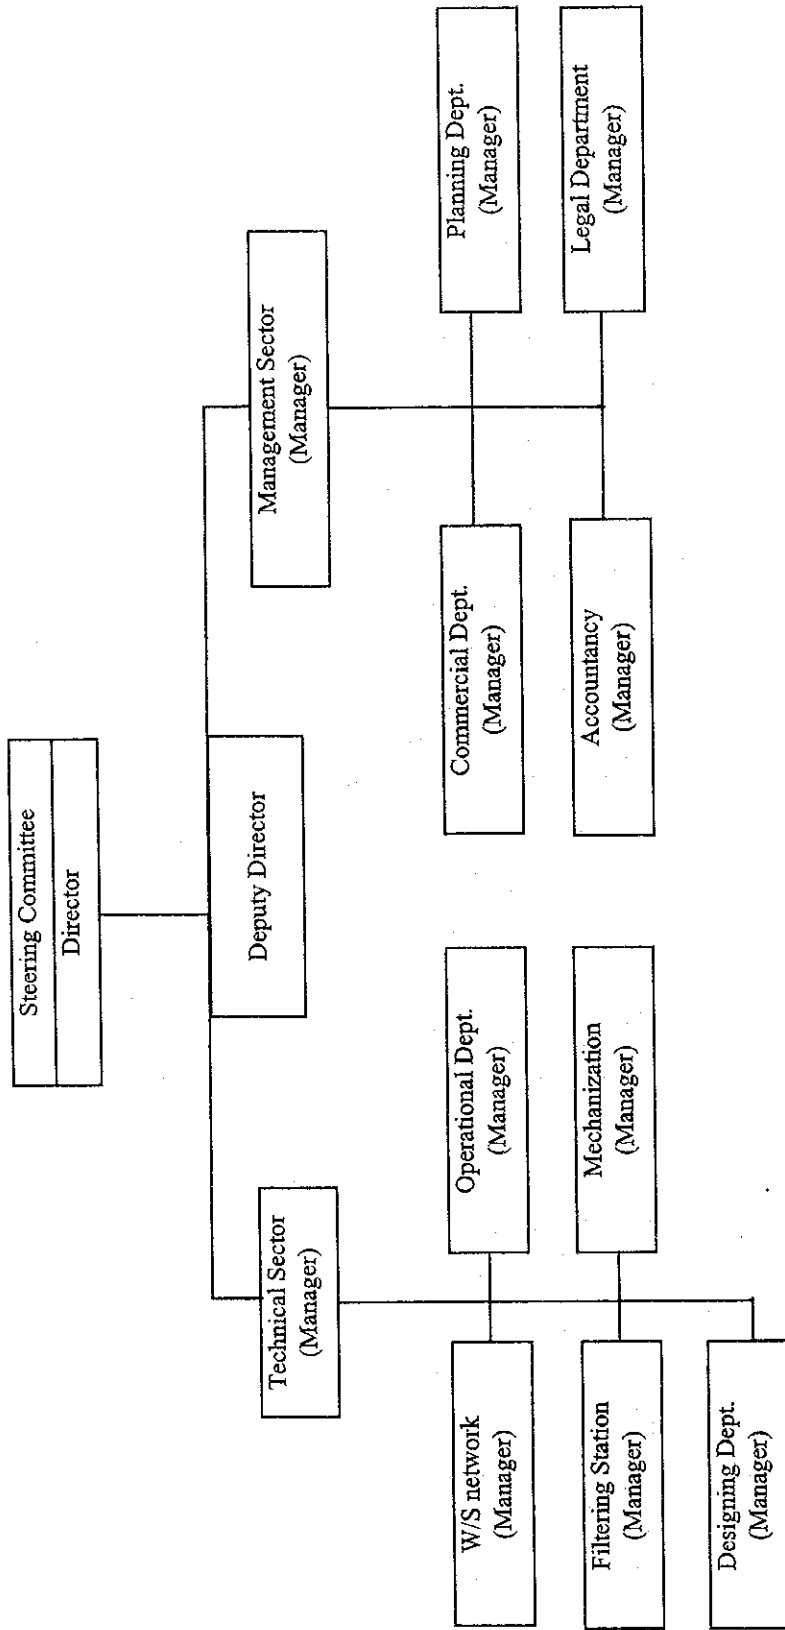 Steering Committee
Director
Deputy Director
Technical Sector
(Manager)
Management Sector
(Manager)
W/S network
(Manager)
Operational Dept.
(Manager)
Commercial Dept.
(Manager)
Planning Dept.
(Manager)
Filtering Station
(Manager)
Mechanization
(Manager)
Accountancy
(Manager)
Legal Department
(Manager)
Designing Dept.
(Manager)